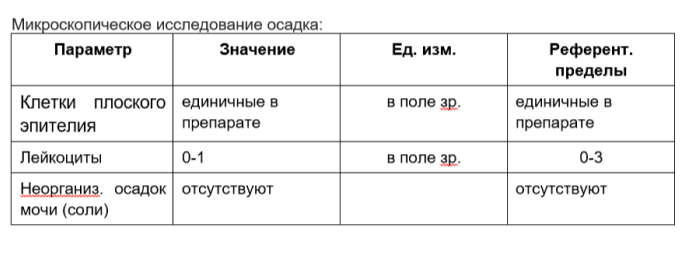 Микроскопическое исследование осадка:
Параметр Значение Ед. изм. Референт. пределы
Клетки плоского эпителия единичные в препарате в поле зр. единичные в препарате
Лейкоциты 0-1 в поле зр. 0-3
Неорганиз. осадок мочи (соли) отсутствуют отсутствуют